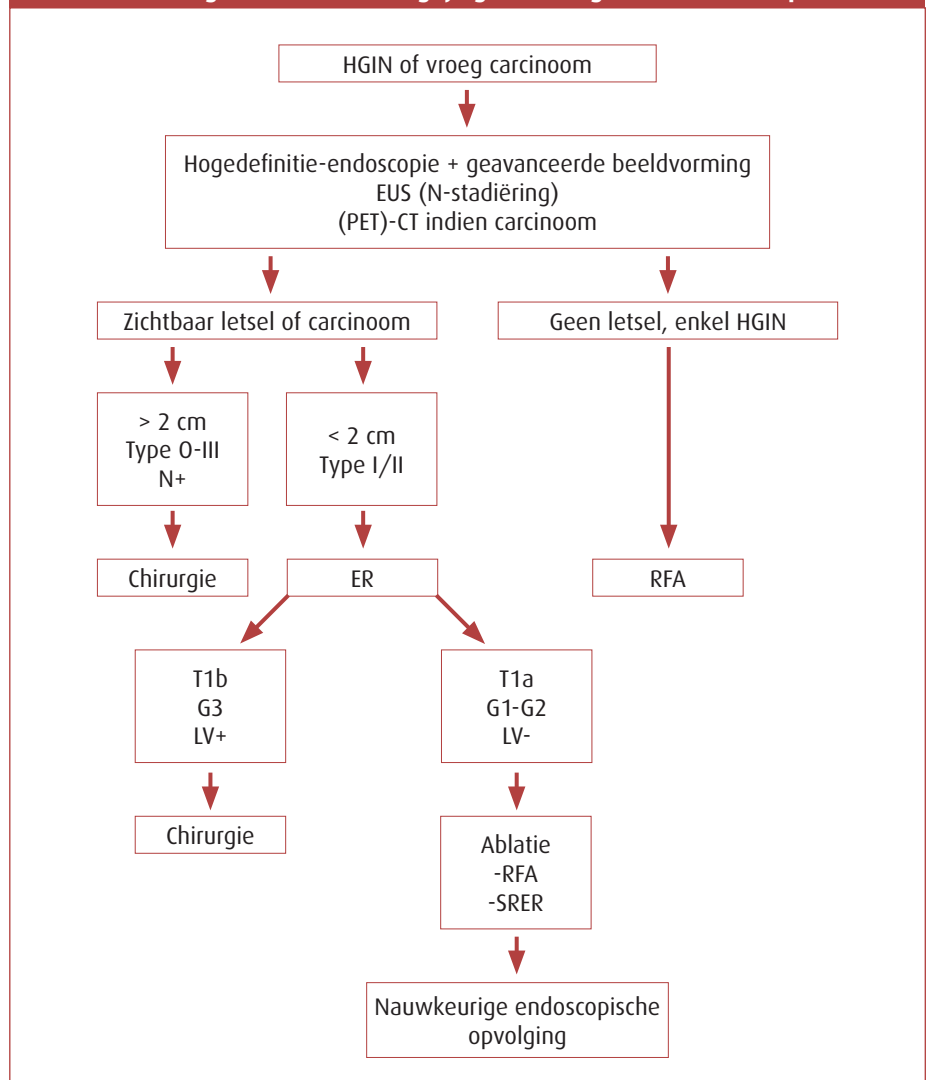 HGIN of vroeg carcinoom
Hogedefinitie-endoscopie + geavanceerde beeldvorming
EUS (N-stadiëring)
(PET)-CT indien carcinoom
Zichtbaar letsel of carcinoom
Geen letsel, enkel HGIN
> 2 cm
Type 0-III
N+
< 2 cm
Type I/II
Chirurgie
ER
RFA
T1b
G3
LV+
T1a
G1-G2
LV-
Chirurgie
Ablatie
-RFA
-SRER
Nauwkeurige endoscopische
opvolging